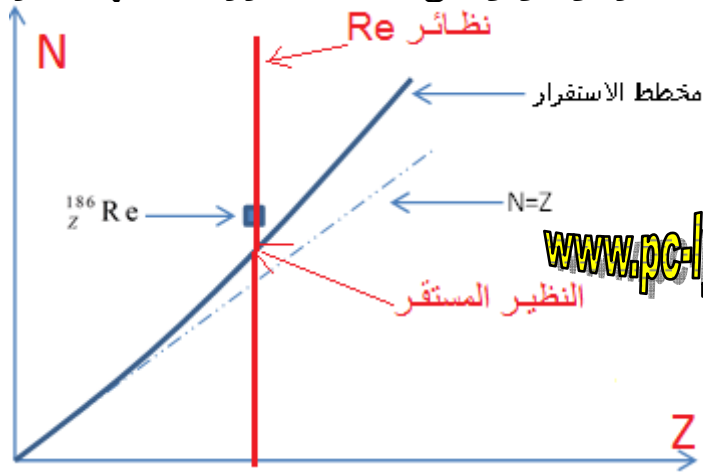 N
نظائر Re
مخطط الاستقرار
¹⁸⁶
Z Re
N=Z
www.pc-l
النظير المستقر
Z